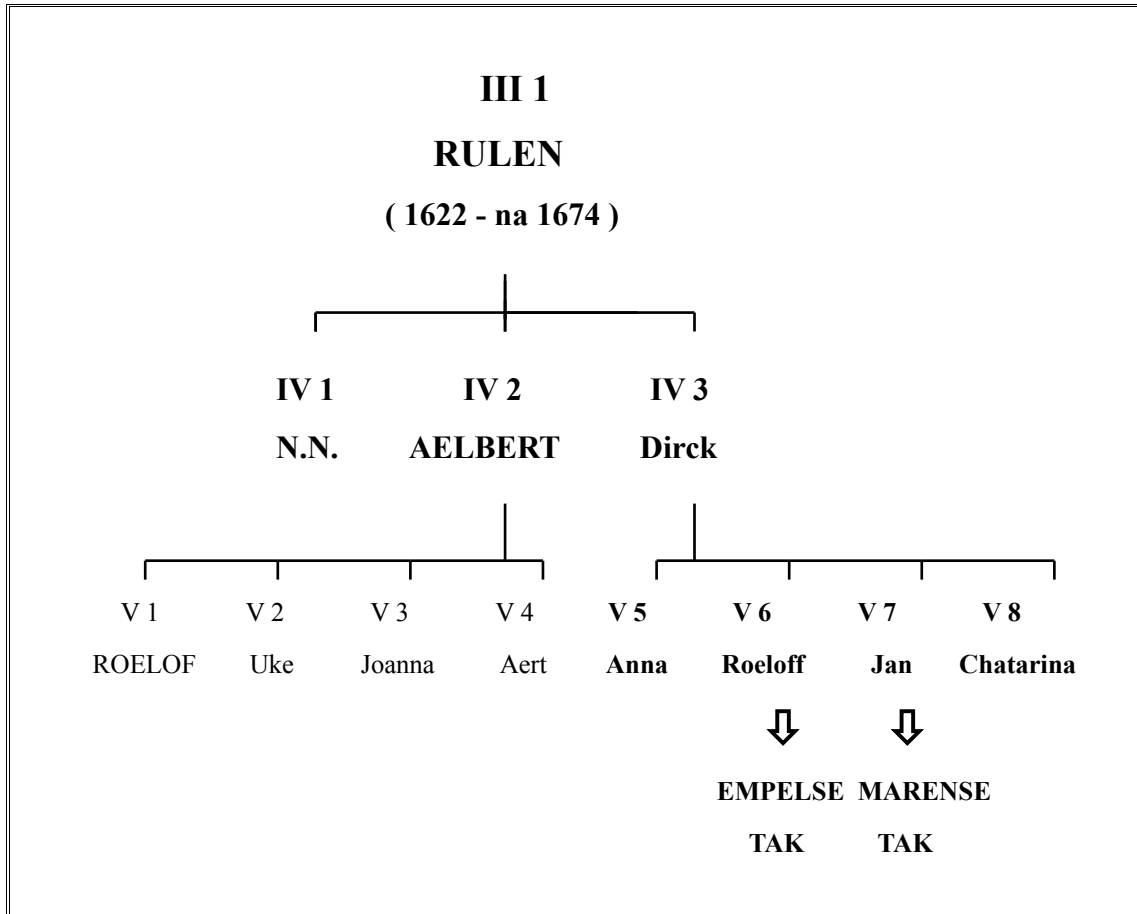 III 1
RULEN
( 1622 - na 1674 )
IV 1 IV 2 IV 3
N.N. AELBERT Dirck
V 1 V 2 V 3 V 4 V 5 V 6 V 7 V 8
ROELOF Uke Joanna Aert Anna Roeloff Jan Chatarina
EMPELSE MARENSE
TAK TAK